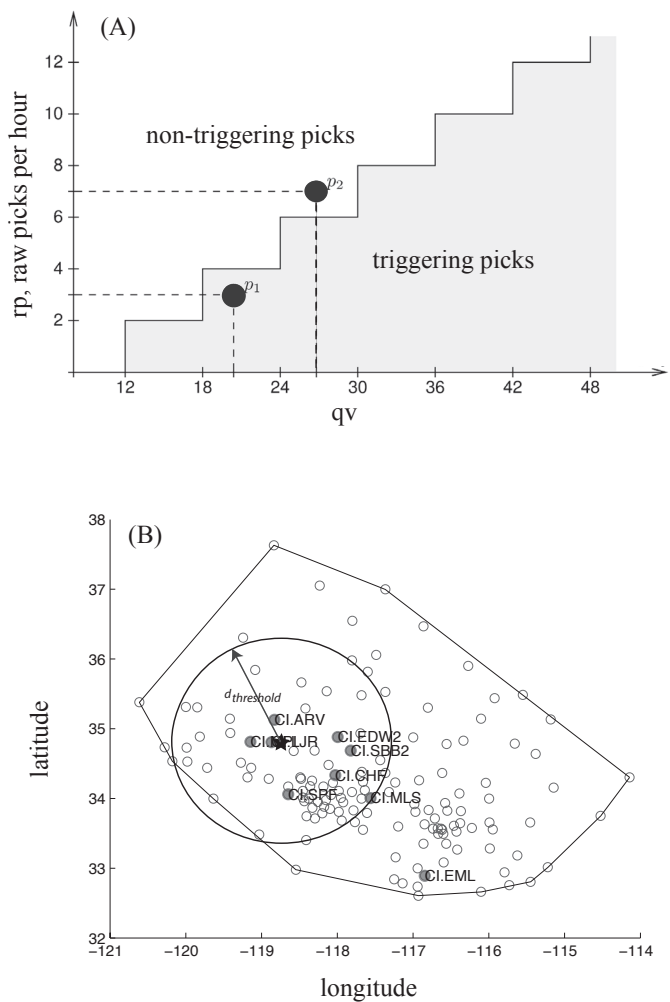 (A)
12
10
8
6
4
2
rp, raw picks per hour
non-triggering picks
p2
triggering picks
p1
12 18 24 30 36 42 48
qv
(B)
38
37
36
35
34
33
32
latitude
dthreshold
CI.ARV
CI.EDW2
CI.LJR
CI.SBB2
CI.CHF
CI.SPF
CI.MLS
CI.EML
−121 −120 −119 −118 −117 −116 −115 −114
longitude